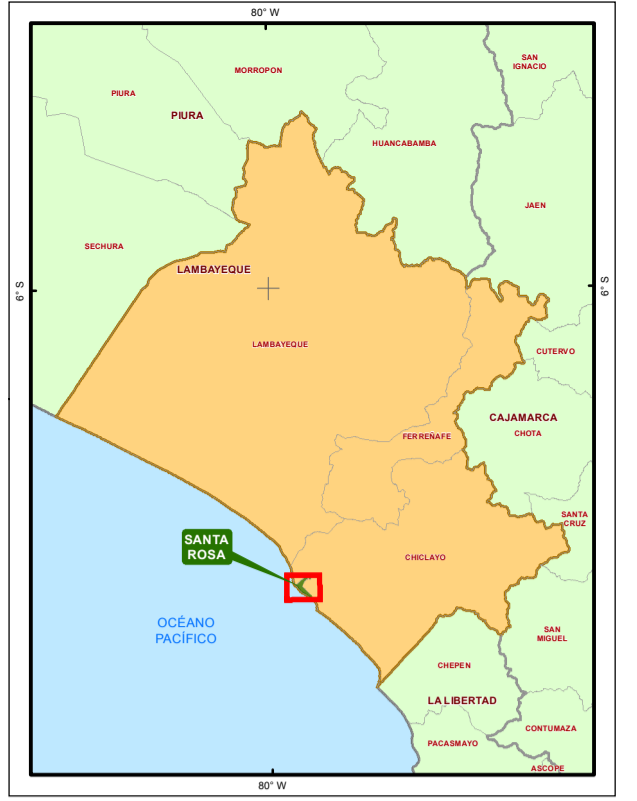 80° W
SAN
IGNACIO
MORROPON
PIURA
PIURA
HUANCABAMBA
JAEN
SECHURA
LAMBAYEQUE
6° S
6° S
LAMBAYEQUE
CUTERVO
CAJAMARCA
CHOTA
FERREÑAFE
SANTA
CRUZ
SANTA
ROSA
CHICLAYO
OCÉANO
PACÍFICO
SAN
MIGUEL
CHEPEN
LA LIBERTAD
CONTUMAZA
PACASMAYO
ASCOPE
80° W